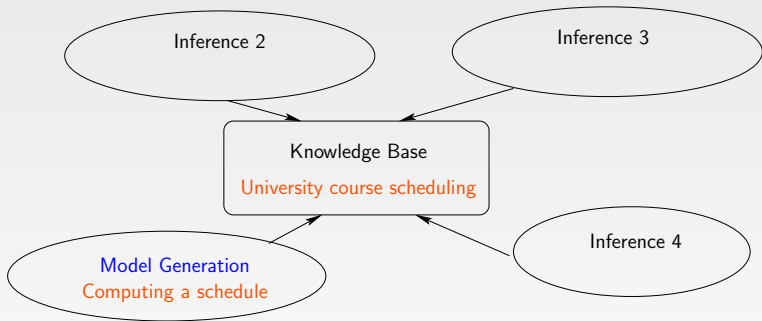 Inference 2
Inference 3
Knowledge Base
University course scheduling
Model Generation
Computing a schedule
Inference 4